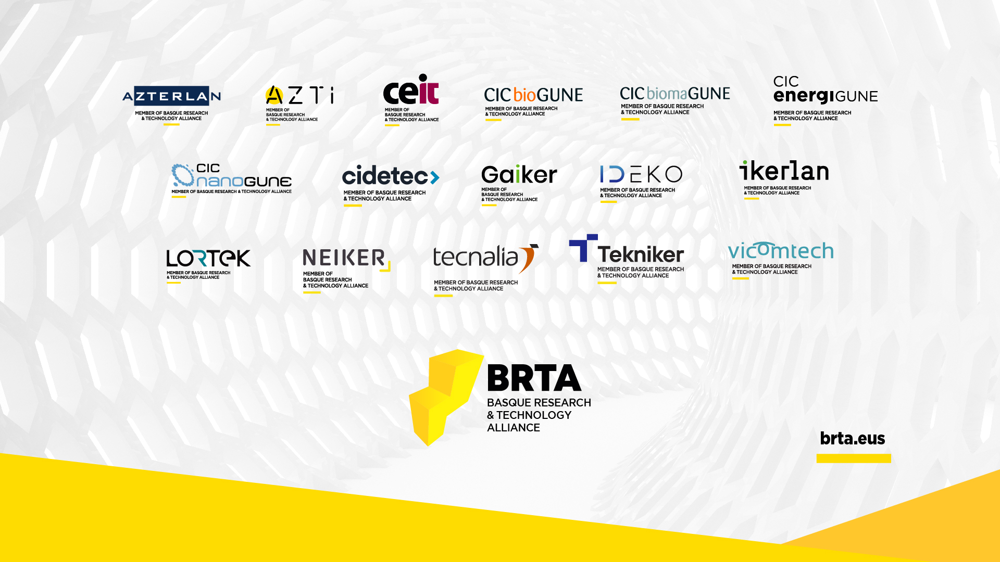 AZTERLAN
MEMBER OF BASQUE RESEARCH
& TECHNOLOGY ALLIANCE
AZTi
MEMBER OF
BASQUE RESEARCH
& TECHNOLOGY ALLIANCE
ceit
MEMBER OF
BASQUE RESEARCH
& TECHNOLOGY ALLIANCE
CIC bioGUNE
MEMBER OF BASQUE RESEARCH
& TECHNOLOGY ALLIANCE
CIC biomaGUNE
MEMBER OF BASQUE RESEARCH
& TECHNOLOGY ALLIANCE
CIC
energiGUNE
MEMBER OF BASQUE RESEARCH
& TECHNOLOGY ALLIANCE
CIC
nanoGUNE
MEMBER OF BASQUE RESEARCH & TECHNOLOGY ALLIANCE
cidetec
MEMBER OF BASQUE RESEARCH
& TECHNOLOGY ALLIANCE
Gaiker
MEMBER OF
BASQUE RESEARCH
& TECHNOLOGY ALLIANCE
IDEKO
MEMBER OF BASQUE RESEARCH
& TECHNOLOGY ALLIANCE
ikerlan
MEMBER OF BASQUE RESEARCH
& TECHNOLOGY ALLIANCE
LORTEK
MEMBER OF BASQUE RESEARCH
& TECHNOLOGY ALLIANCE
NEIKER
MEMBER OF
BASQUE RESEARCH
& TECHNOLOGY ALLIANCE
tecnalia
MEMBER OF BASQUE RESEARCH
& TECHNOLOGY ALLIANCE
Tekniker
MEMBER OF BASQUE RESEARCH
& TECHNOLOGY ALLIANCE
vicomtech
MEMBER OF BASQUE RESEARCH
& TECHNOLOGY ALLIANCE
BRTA
BASQUE RESEARCH
& TECHNOLOGY
ALLIANCE
brta.eus